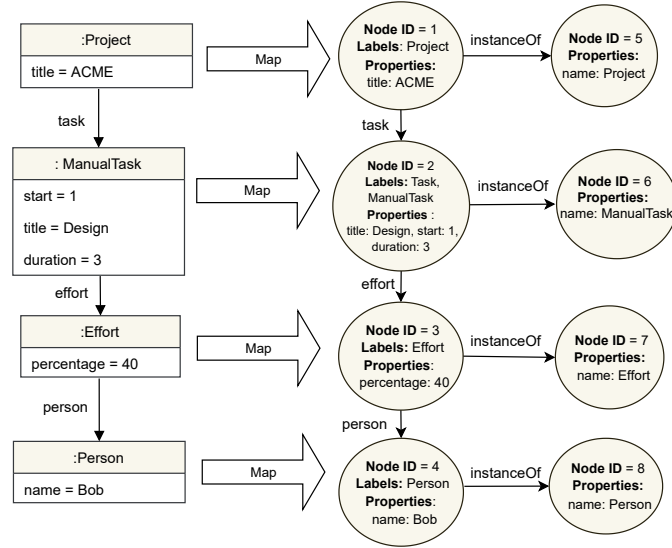 :Project
title = ACME
Map
Node ID = 1
Labels: Project
Properties:
title: ACME
instanceOf
Node ID = 5
Properties:
name: Project
task
task
: ManualTask
start = 1
title = Design
duration = 3
Map
Node ID = 2
Labels: Task,
ManualTask
Properties :
title: Design, start: 1,
duration: 3
instanceOf
Node ID = 6
Properties:
name: ManualTask
effort
effort
:Effort
percentage = 40
Map
Node ID = 3
Labels: Effort
Properties:
percentage: 40
instanceOf
Node ID = 7
Properties:
name: Effort
person
person
:Person
name = Bob
Map
Node ID = 4
Labels: Person
Properties:
name: Bob
instanceOf
Node ID = 8
Properties:
name: Person